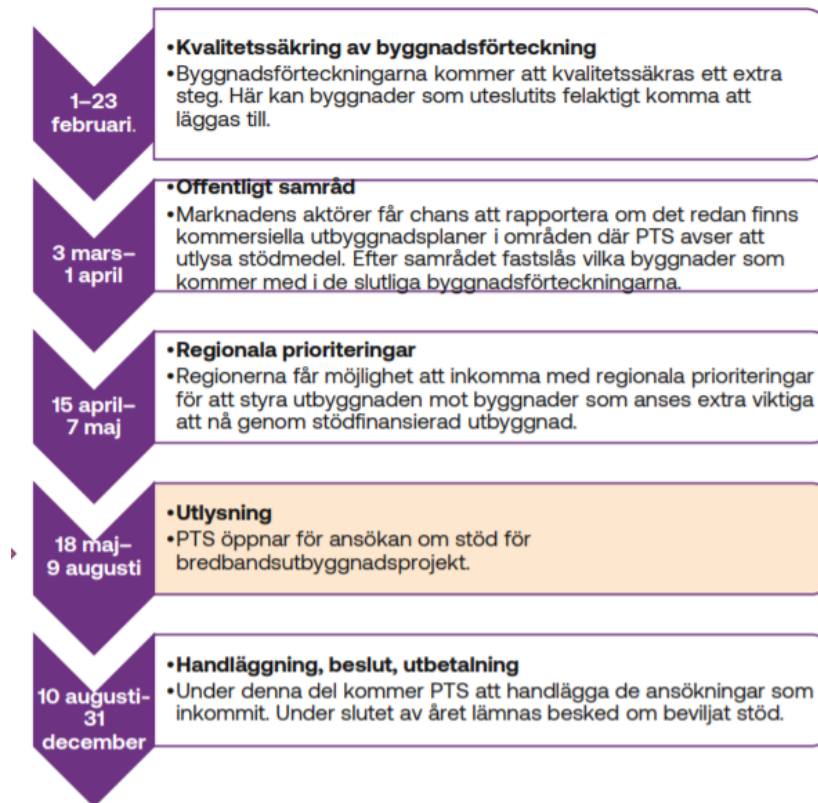 1–23
februari.
•Kvalitetssäkring av byggnadsförteckning
•Byggnadsförteckningarna kommer att kvalitetssäkras ett extra
steg. Här kan byggnader som uteslutits felaktigt komma att
läggas till.
3 mars–
1 april
•Offentligt samråd
•Marknadens aktörer får chans att rapportera om det redan finns
kommersiella utbyggnadsplaner i områden där PTS avser att
utlysa stödmedel. Efter samrådet fastslås vilka byggnader som
kommer med i de slutliga byggnadsförteckningarna.
15 april–
7 maj
•Regionala prioriteringar
•Regionerna får möjlighet att inkomma med regionala prioriteringar
för att styra utbyggnaden mot byggnader som anses extra viktiga
att nå genom stödfinansierad utbyggnad.
18 maj–
9 augusti
•Utlysning
•PTS öppnar för ansökan om stöd för
bredbandsutbyggnadsprojekt.
10 augusti-
31
december
•Handläggning, beslut, utbetalning
•Under denna del kommer PTS att handlägga de ansökningar som
inkommit. Under slutet av året lämnas besked om beviljat stöd.